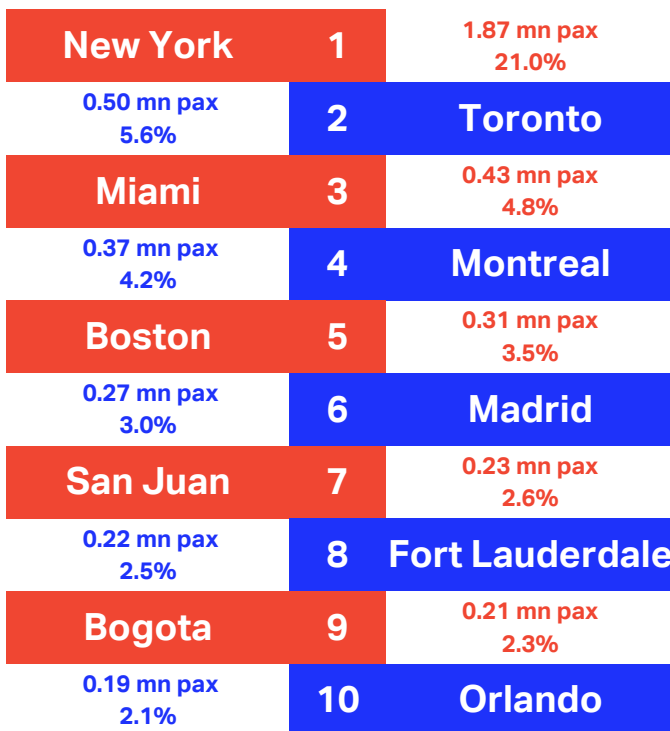 New York 1 1.87 mn pax
21.0%
0.50 mn pax
5.6%
2 Toronto
Miami 3 0.43 mn pax
4.8%
0.37 mn pax
4.2%
4 Montreal
Boston 5 0.31 mn pax
3.5%
0.27 mn pax
3.0%
6 Madrid
San Juan 7 0.23 mn pax
2.6%
0.22 mn pax
2.5%
8 Fort Lauderdale
Bogota 9 0.21 mn pax
2.3%
0.19 mn pax
2.1%
10 Orlando